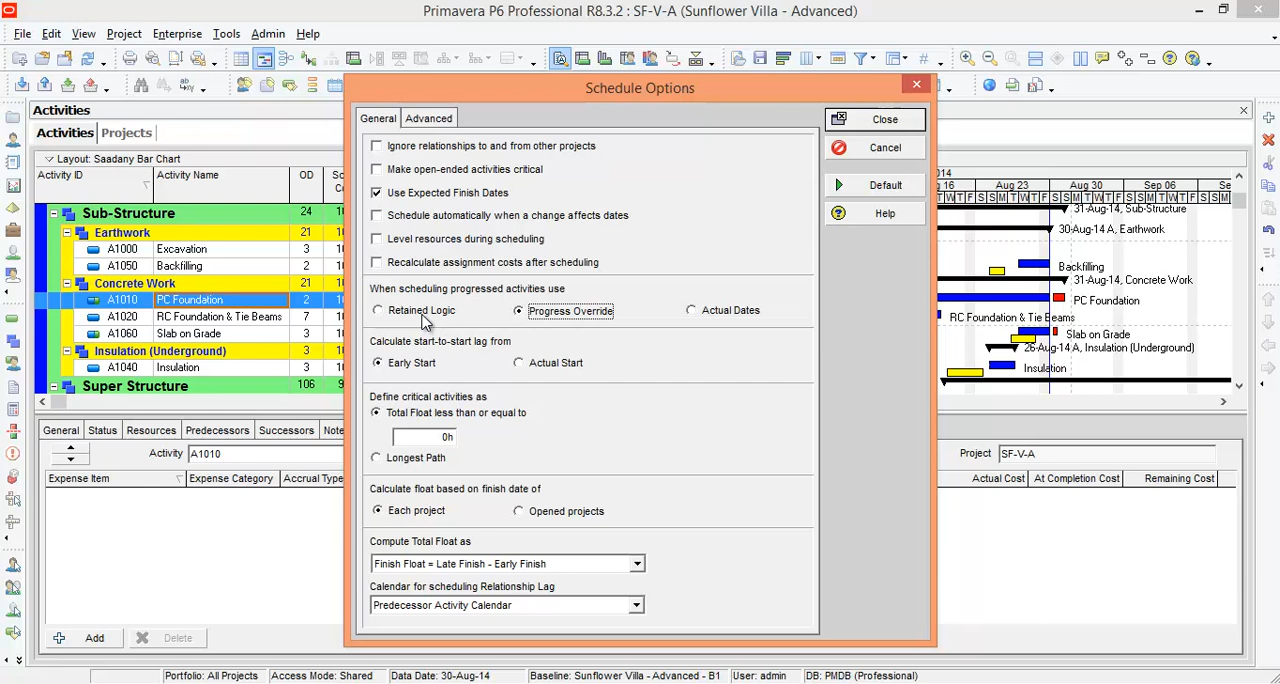 Primavera P6 Professional R8.3.2 : SF-V-A (Sunflower Villa - Advanced)
File Edit View Project Enterprise Tools Admin Help
Activities
Activities Projects
Layout: Saadany Bar Chart
Activity ID Activity Name OD
Sub-Structure 24
Earthwork 21
A1000 Excavation 3
A1050 Backfilling 2
Concrete Work 21
A1010 PC Foundation 2
A1020 RC Foundation & Tie Beams 7
A1060 Slab on Grade 3
Insulation (Underground) 6
A1040 Insulation 3
Super Structure 106
Schedule Options
General Advanced
Ignore relationships to and from other projects
Make open-ended activities critical
Use Expected Finish Dates
Schedule automatically when a change affects dates
Level resources during scheduling
Recalculate assignment costs after scheduling
When scheduling progressed activities use
Retained Logic Progress Override Actual Dates
Calculate start-to-start lag from
Early Start Actual Start
Define critical activities as
Total Float less than or equal to
0h
Longest Path
Calculate float based on finish date of
Each project Opened projects
Compute Total Float as
Finish Float = Late Finish - Early Finish
Calendar for scheduling Relationship Lag
Predecessor Activity Calendar
Close
Cancel
Default
Help
Aug 23 Aug 30 Sep 06
31-Aug-14, Sub-Structure
30-Aug-14 A, Earthwork
Backfilling
31-Aug-14, Concrete Work
PC Foundation
RC Foundation & Tie Beams
Slab on Grade
26-Aug-14 A, Insulation (Underground)
Insulation
General Status Resources Predecessors Successors
Activity A1010 Project SF-V-A
Expense Item Expense Category Accrual Type Actual Cost At Completion Cost Remaining Cost
Add Delete
Portfolio: All Projects Access Mode: Shared Data Date: 30-Aug-14 Baseline: Sunflower Villa - Advanced - B1 User: admin DB: PMDB (Professional)